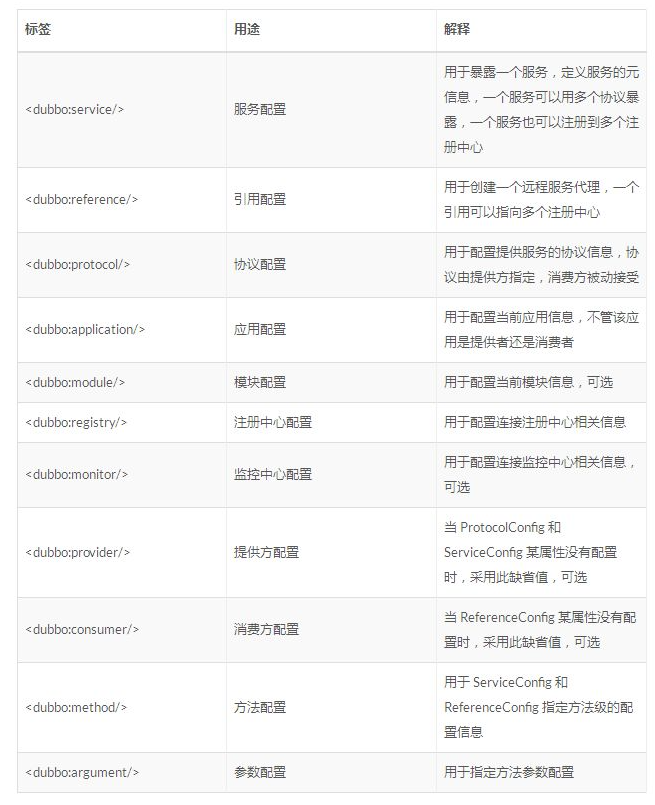 标签 用途 解释
用于暴露一个服务，定义服务的元
信息，一个服务可以用多个协议暴
<dubbo:service/> 服务配置
露，一个服务也可以注册到多个注
册中心
用于创建一个远程服务代理，一个
<dubbo:reference/> 引用配置
引用可以指向多个注册中心
用于配置提供服务的协议信息，协
<dubbo:protocol/> 协议配置
议由提供方指定，消费方被动接受
用于配置当前应用信息，不管该应
<dubbo:application/> 应用配置
用是提供者还是消费者
<dubbo:module/> 模块配置 用于配置当前模块信息，可选
<dubbo:registry/> 注册中心配置 用于配置连接注册中心相关信息
用于配置连接监控中心相关信息，
<dubbo:monitor/> 监控中心配置
可选
当 ProtocolConfig 和
<dubbo:provider/> 提供方配置 ServiceConfig 某属性没有配置
时，采用此缺省值，可选
当 ReferenceConfig 某属性没有配
<dubbo:consumer/> 消费方配置
置时，采用此缺省值，可选
用于 ServiceConfig 和
<dubbo:method/> 方法配置 ReferenceConfig 指定方法级的配
置信息
<dubbo:argument/> 参数配置 用于指定方法参数配置